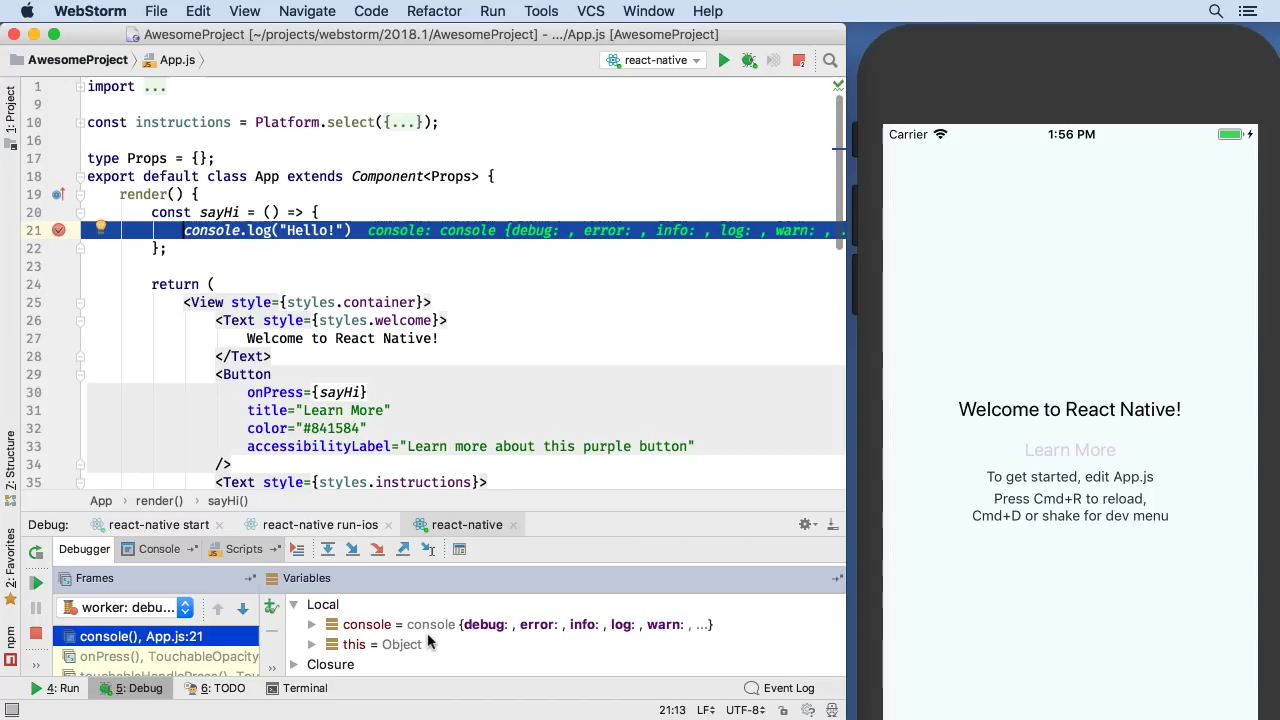 WebStorm File Edit View Navigate Code Refactor Run Tools VCS Window Help
AwesomeProject [~/projects/webstorm/2018.1/AwesomeProject] - .../App.js [AwesomeProject]
AwesomeProject App.js react-native
1 import ...
9
10 const instructions = Platform.select({...});
16
17 type Props = {};
18 export default class App extends Component<Props> {
19 render() {
20 const sayHi = () => {
21 console.log("Hello!") console: console {debug: , error: , info: , log: , warn: ,
22 };
23
24 return (
25 <View style={styles.container}>
26 <Text style={styles.welcome}>
27 Welcome to React Native!
28 </Text>
29 <Button
30 onPress={sayHi}
31 title="Learn More"
32 color="#841584"
33 accessibilityLabel="Learn more about this purple button"
34 />
35 <Text style={styles.instructions}>
App render() sayHi()
Debug: react-native start react-native run-ios react-native
Debugger Console Scripts
Frames Variables
worker: debu...
Local
console(), App.js:21
console = console {debug: , error: , info: , log: , warn: , ...}
onPress(), TouchableOpacity
this = Object
Closure
4: Run 5: Debug 6: TODO Terminal Event Log
21:13 LF UTF-8
1: Project
Z: Structure
2: Favorites
npm
Carrier 1:56 PM
Welcome to React Native!
Learn More
To get started, edit App.js
Press Cmd+R to reload,
Cmd+D or shake for dev menu